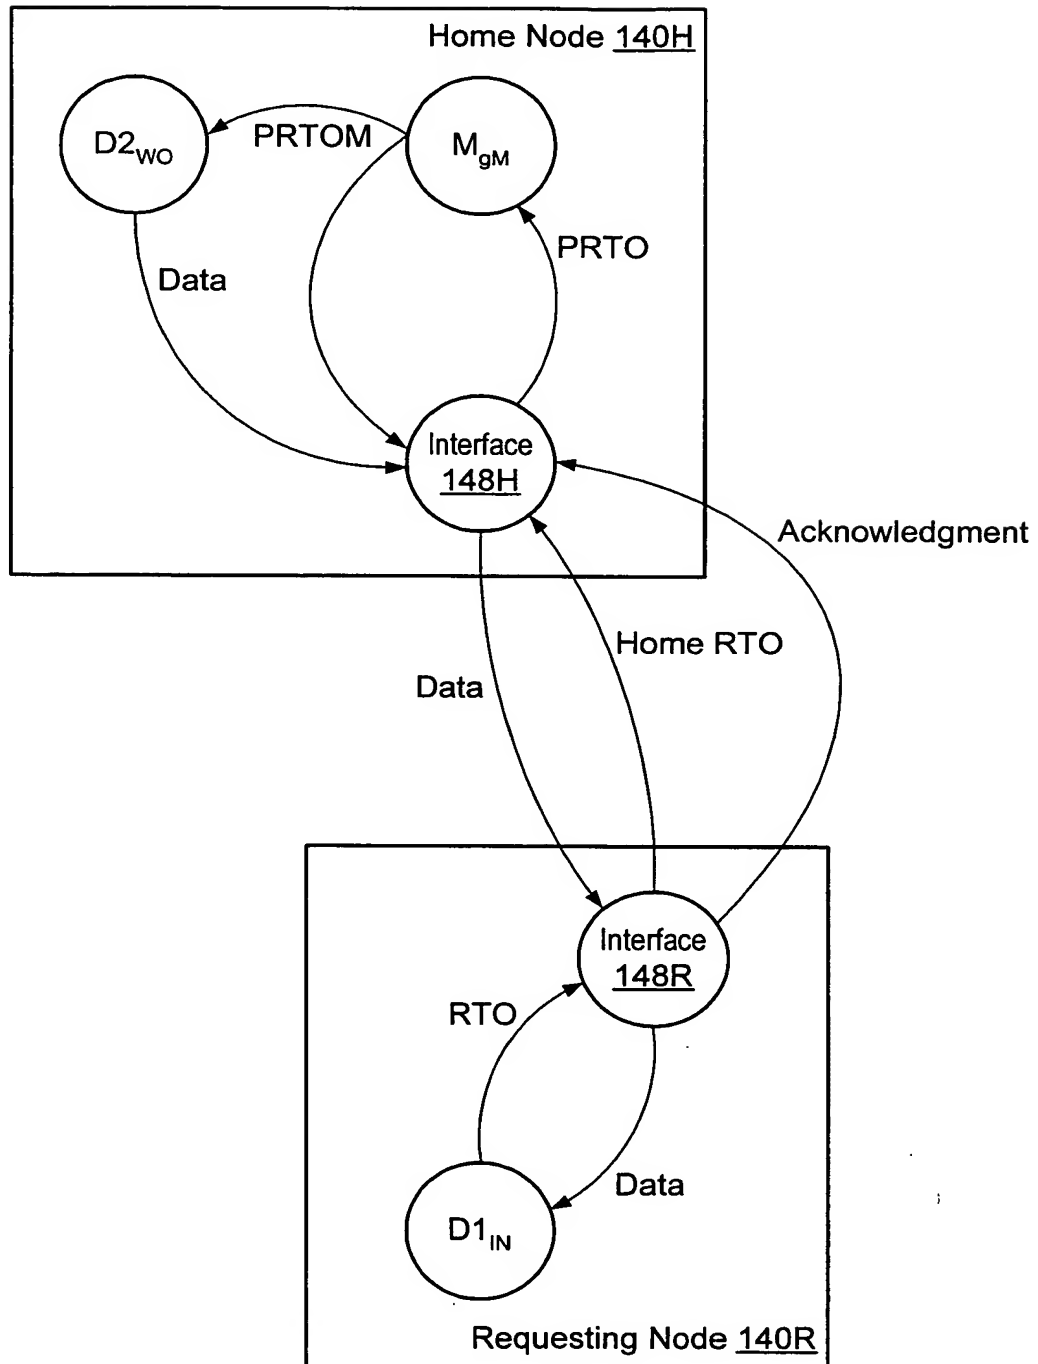 Home Node 140H
D2WO
PRTOM
MgM
PRTO
Data
Interface
148H
Acknowledgment
Home RTO
Data
Interface
148R
RTO
Data
D1IN
Requesting Node 140R